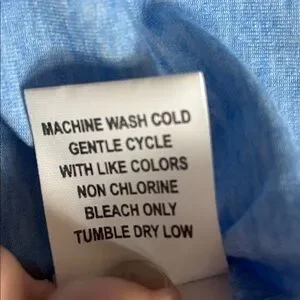 MACHINE WASH COLD
GENTLE CYCLE
WITH LIKE COLORS
NON CHLORINE
BLEACH ONLY
TUMBLE DRY LOW